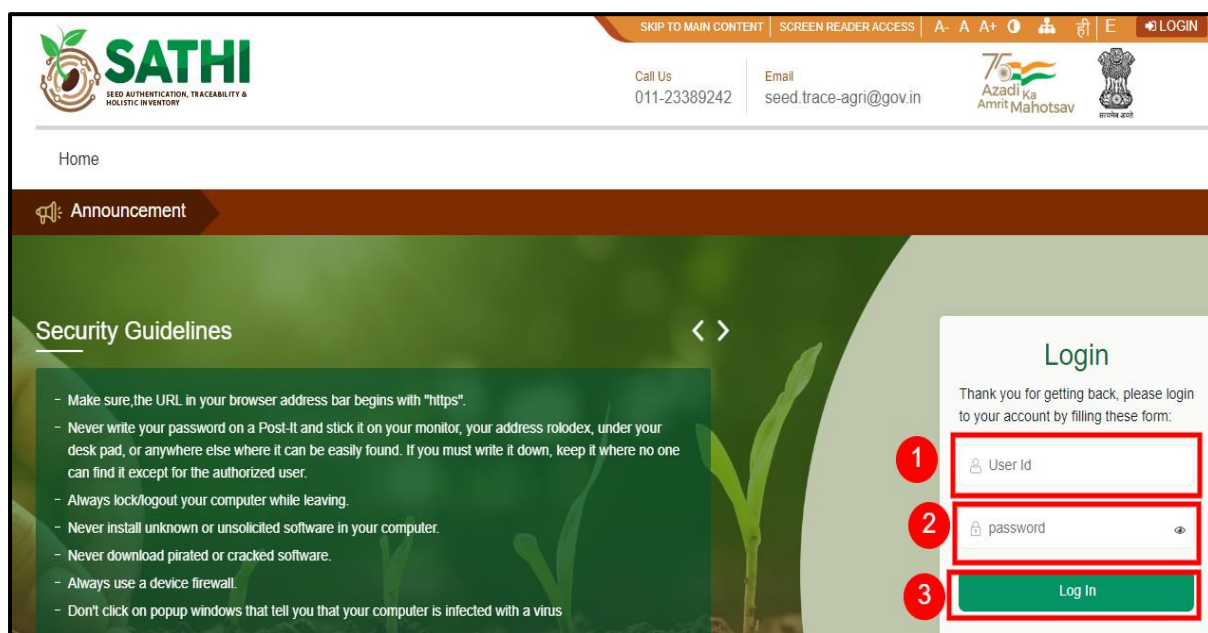 SKIP TO MAIN CONTENT SCREEN READER ACCESS A- A A+ ही E LOGIN
SATHI
SEED AUTHENTICATION, TRACEABILITY &
HOLISTIC INVENTORY
Call Us
011-23389242
Email
seed.trace-agri@gov.in
75
Azadi Ka
Amrit Mahotsav
सत्यमेव जयते
Home
Announcement
Security Guidelines
- Make sure,the URL in your browser address bar begins with "https".
- Never write your password on a Post-It and stick it on your monitor, your address rolodex, under your
desk pad, or anywhere else where it can be easily found. If you must write it down, keep it where no one
can find it except for the authorized user.
- Always lock/logout your computer while leaving.
- Never install unknown or unsolicited software in your computer.
- Never download pirated or cracked software.
- Always use a device firewall.
- Don't click on popup windows that tell you that your computer is infected with a virus
Login
Thank you for getting back, please login
to your account by filling these form:
1 User Id
2 password
3 Log In